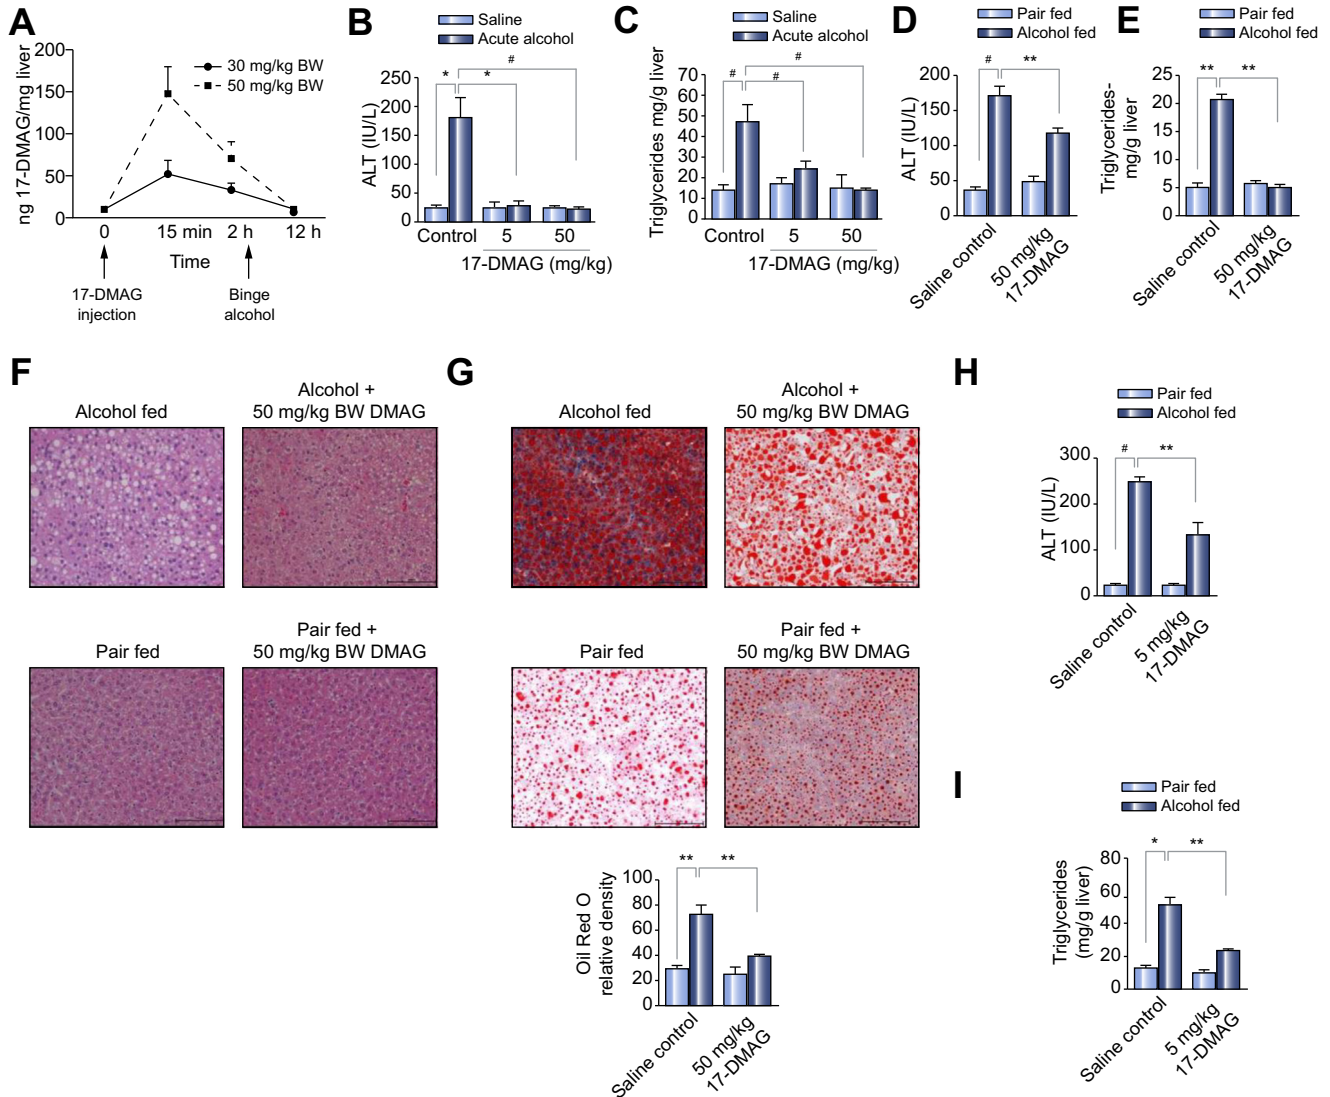 A
ng 17-DMAG/mg liver
200
150
100
50
0
30 mg/kg BW
50 mg/kg BW
0
15 min
2 h
12 h
Time
17-DMAG
injection
Binge
alcohol
B
Saline
Acute alcohol
ALT (IU/L)
250
200
150
100
50
0
*
*
#
Control
5
50
17-DMAG (mg/kg)
C
Saline
Acute alcohol
Triglycerides mg/g liver
70
60
50
40
30
20
10
0
#
#
#
Control
5
50
17-DMAG (mg/kg)
D
Pair fed
Alcohol fed
ALT (IU/L)
200
150
100
50
0
#
**
Saline control
50 mg/kg
17-DMAG
E
Pair fed
Alcohol fed
Triglycerides-
mg/g liver
25
20
15
10
5
0
**
**
Saline control
50 mg/kg
17-DMAG
F
Alcohol fed
Alcohol +
50 mg/kg BW DMAG
Pair fed
Pair fed +
50 mg/kg BW DMAG
G
Alcohol fed
Alcohol +
50 mg/kg BW DMAG
Pair fed
Pair fed +
50 mg/kg BW DMAG
Oil Red O
relative density
100
80
60
40
20
0
**
**
Saline control
50 mg/kg
17-DMAG
H
Pair fed
Alcohol fed
ALT (IU/L)
300
200
100
0
#
**
Saline control
5 mg/kg
17-DMAG
I
Pair fed
Alcohol fed
Triglycerides
(mg/g liver)
80
60
40
20
0
*
**
Saline control
5 mg/kg
17-DMAG